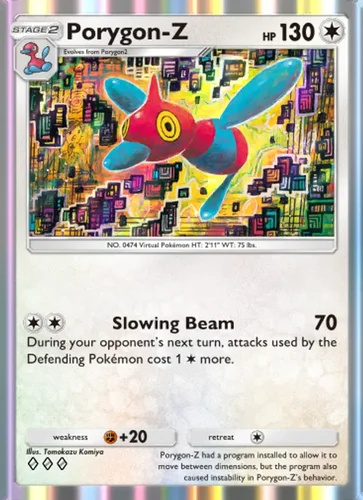 STAGE 2
Porygon-Z
HP 130
Evolves from Porygon2
NO. 0474 Virtual Pokémon HT: 2'11" WT: 75 lbs.
Slowing Beam 70
During your opponent's next turn, attacks used by the
Defending Pokémon cost 1 more.
weakness +20
retreat
Illus. Tomokazu Komiya
Porygon-Z had a program installed to allow it to
move between dimensions, but the program also
caused instability in Porygon-Z's behavior.